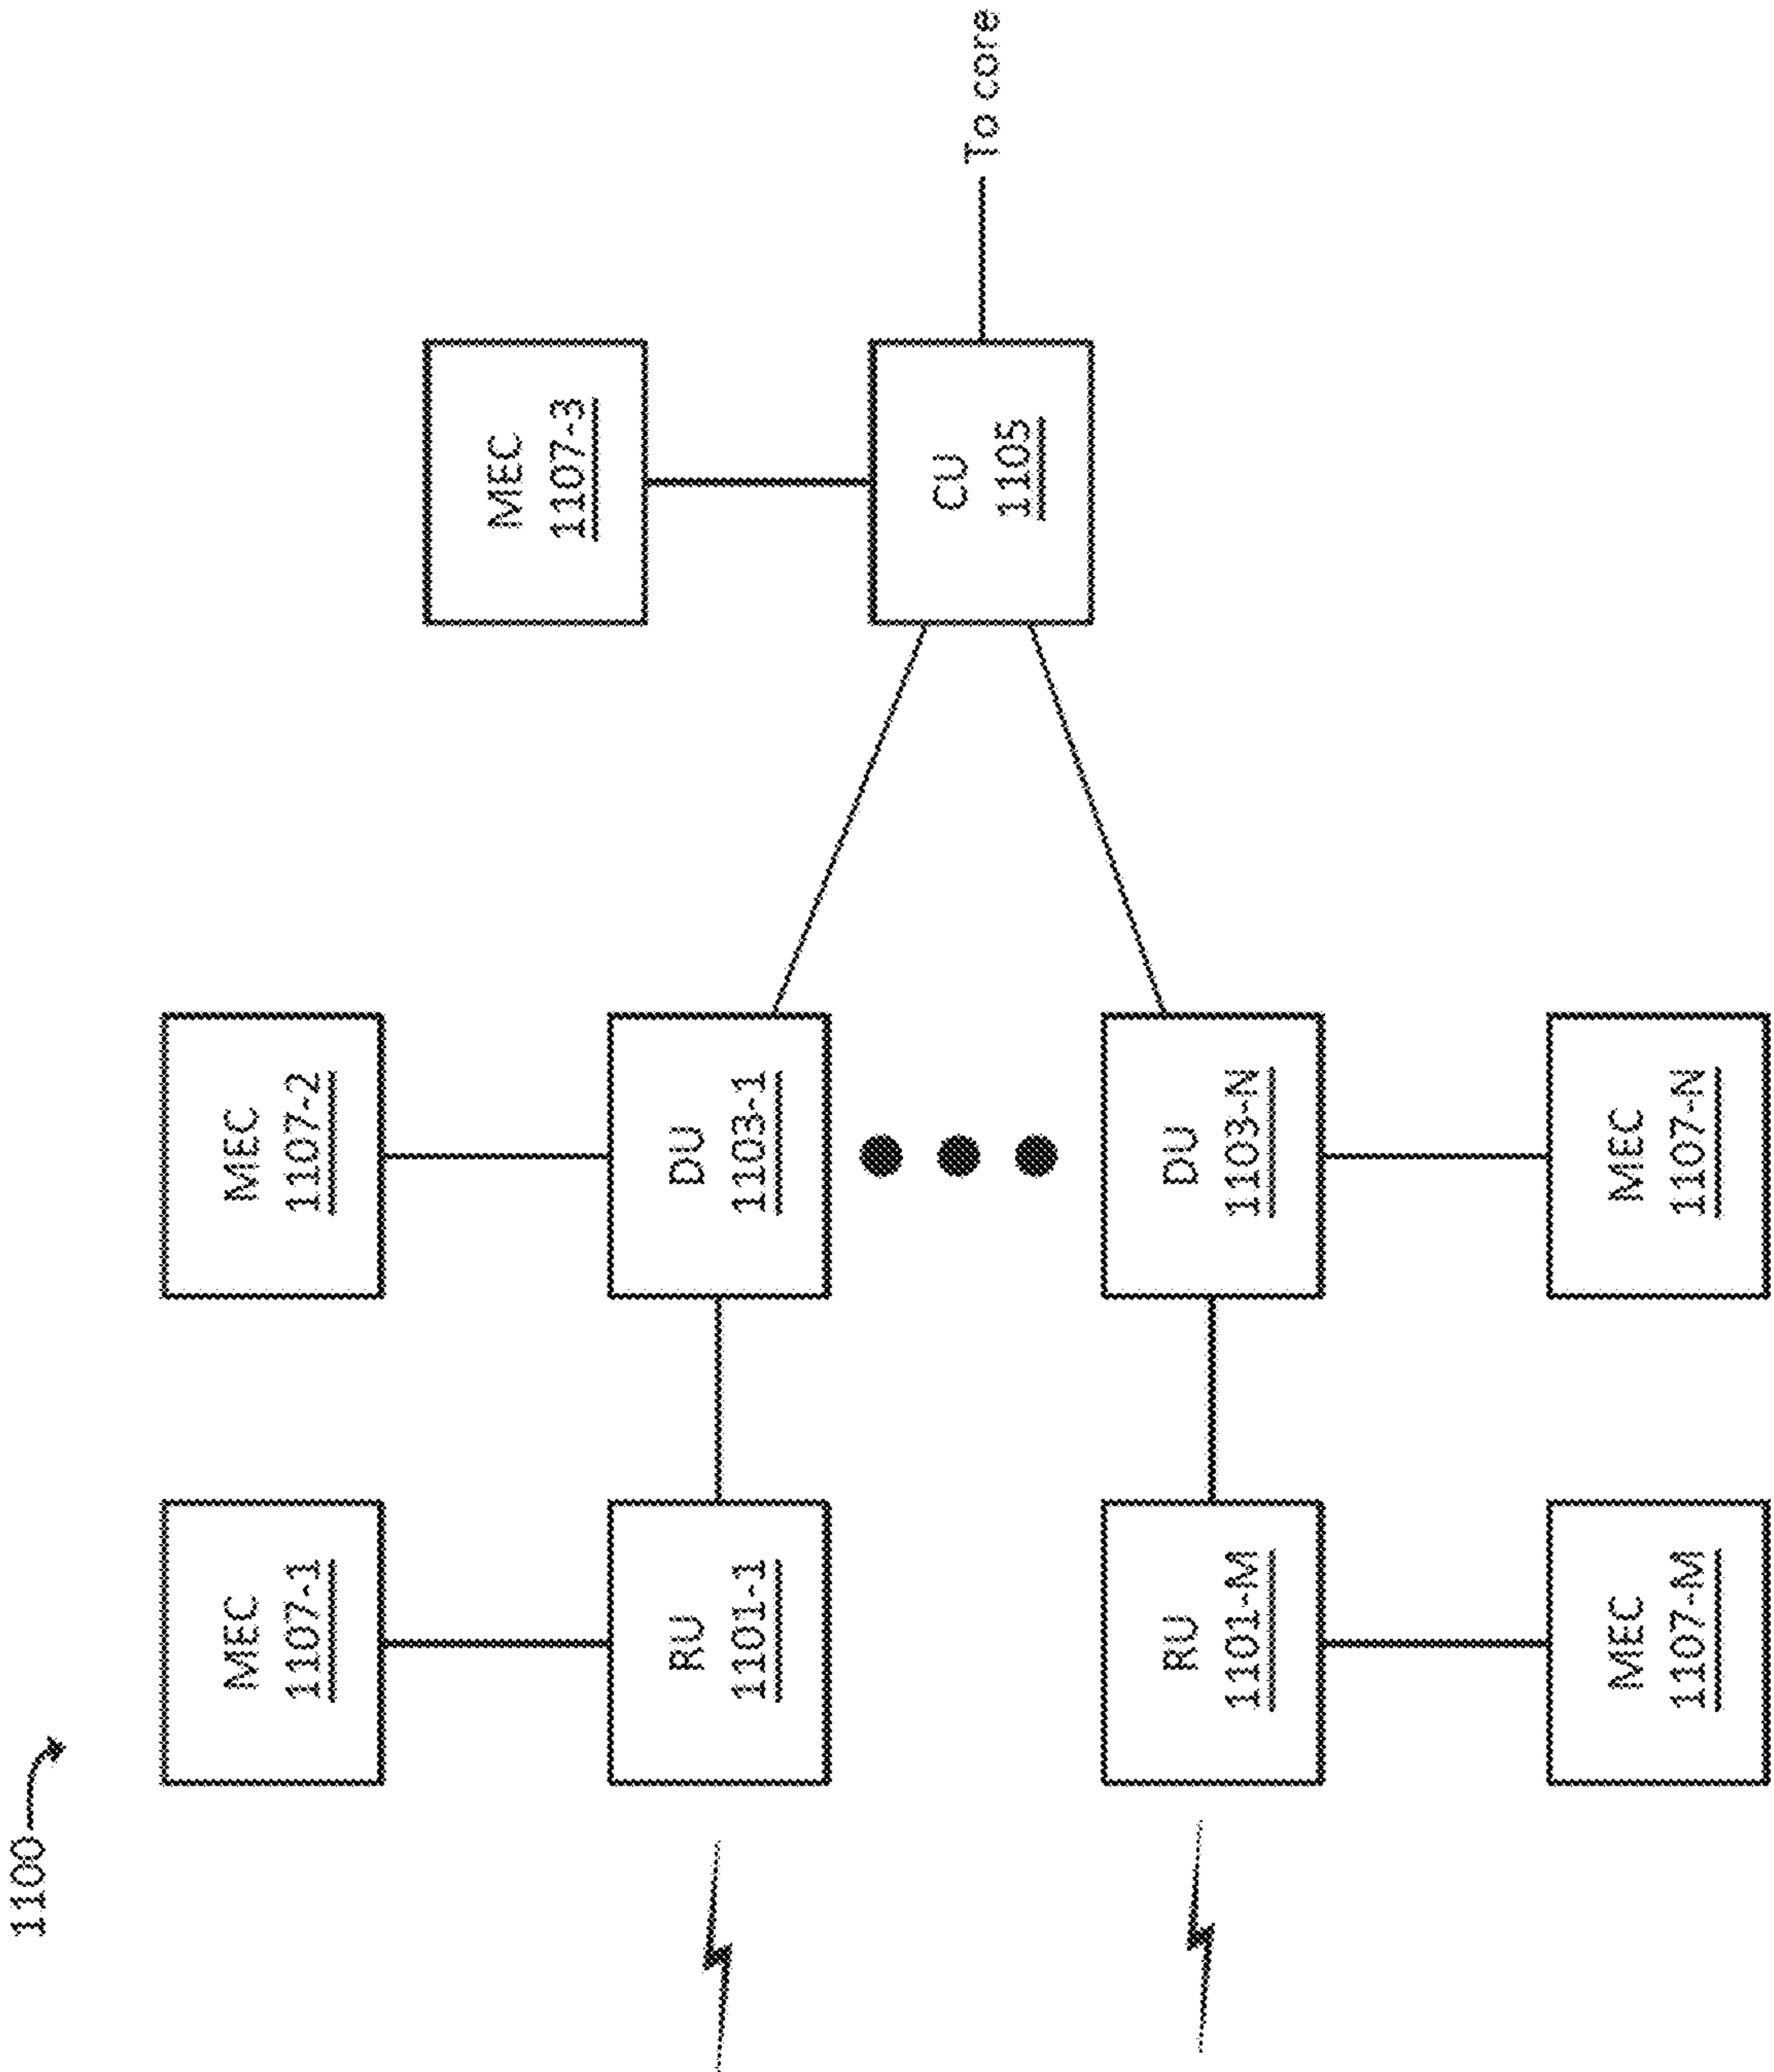 1100
MEC
1107-1
MEC
1107-2
MEC
1107-3
RU
1101-1
DU
1103-1
CU
1105
To core
RU
1101-M
DU
1103-N
MEC
1107-M
MEC
1107-N